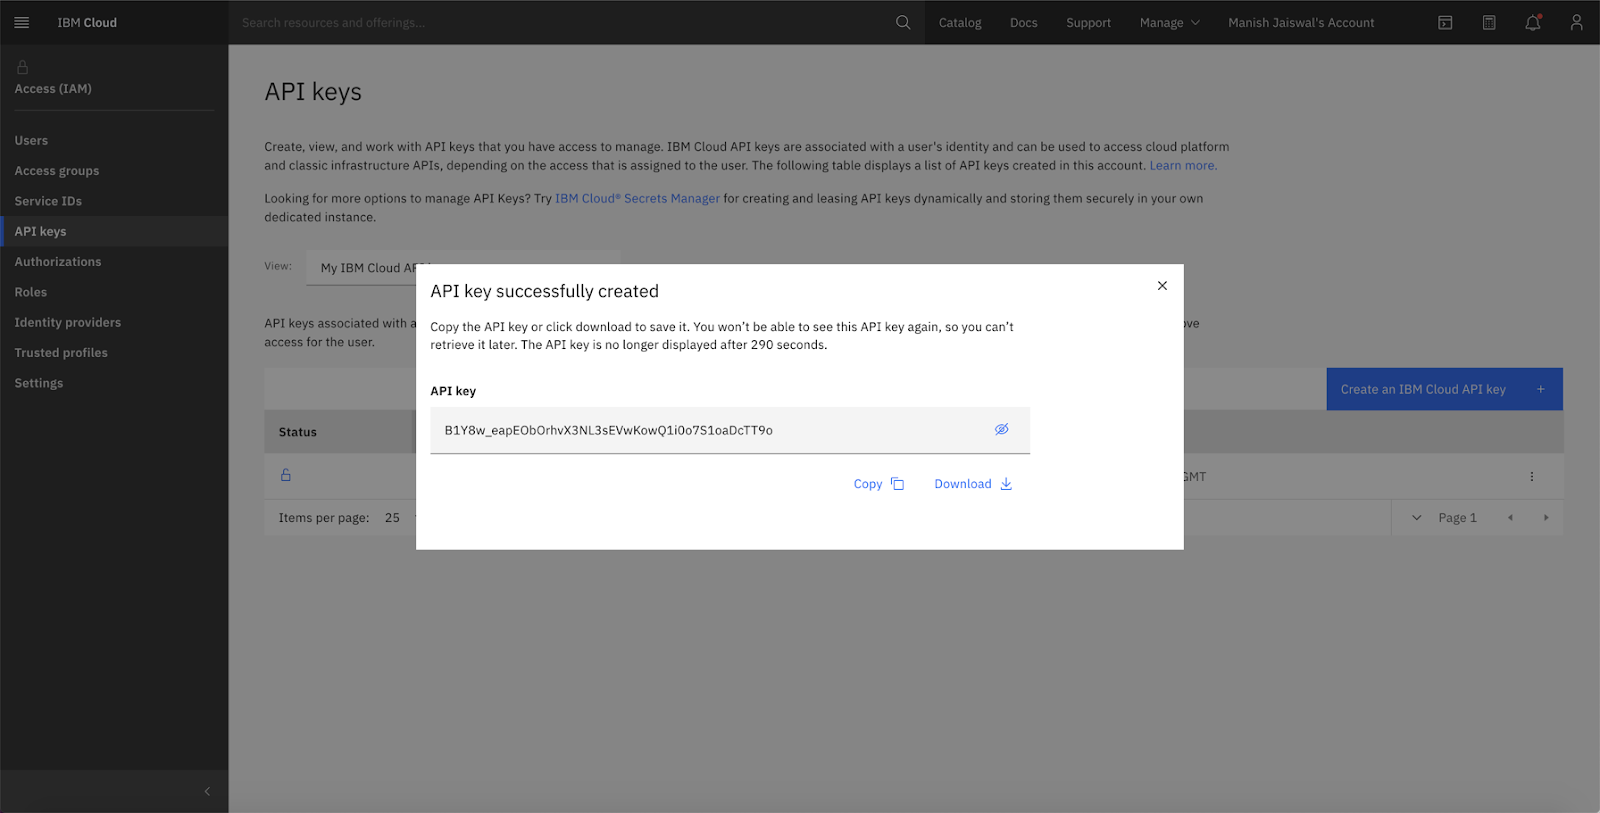 IBM Cloud
Search resources and offerings...
Catalog
Docs
Support
Manage
Manish Jaiswal's Account
Access (IAM)
Users
Access groups
Service IDs
API keys
Authorizations
Roles
Identity providers
Trusted profiles
Settings
API keys
Create, view, and work with API keys that you have access to manage. IBM Cloud API keys are associated with a user's identity and can be used to access cloud platform
and classic infrastructure APIs, depending on the access that is assigned to the user. The following table displays a list of API keys created in this account. Learn more.
Looking for more options to manage API Keys? Try IBM Cloud® Secrets Manager for creating and leasing API keys dynamically and storing them securely in your own
dedicated instance.
View:
My IBM Cloud
API keys associated with
access for the user.
Create an IBM Cloud API key +
Status
GMT
Items per page: 25
Page 1
API key successfully created
Copy the API key or click download to save it. You won’t be able to see this API key again, so you can’t
retrieve it later. The API key is no longer displayed after 290 seconds.
API key
B1Y8w_eapEObOrhvX3NL3sEVwKowQ1i0o7S1oaDcTT9o
Copy
Download